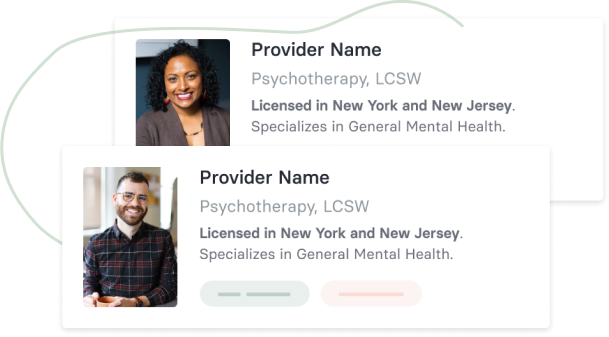 Provider Name
Psychotherapy, LCSW
Licensed in New York and New Jersey.
Specializes in General Mental Health.
Provider Name
Psychotherapy, LCSW
Licensed in New York and New Jersey.
Specializes in General Mental Health.